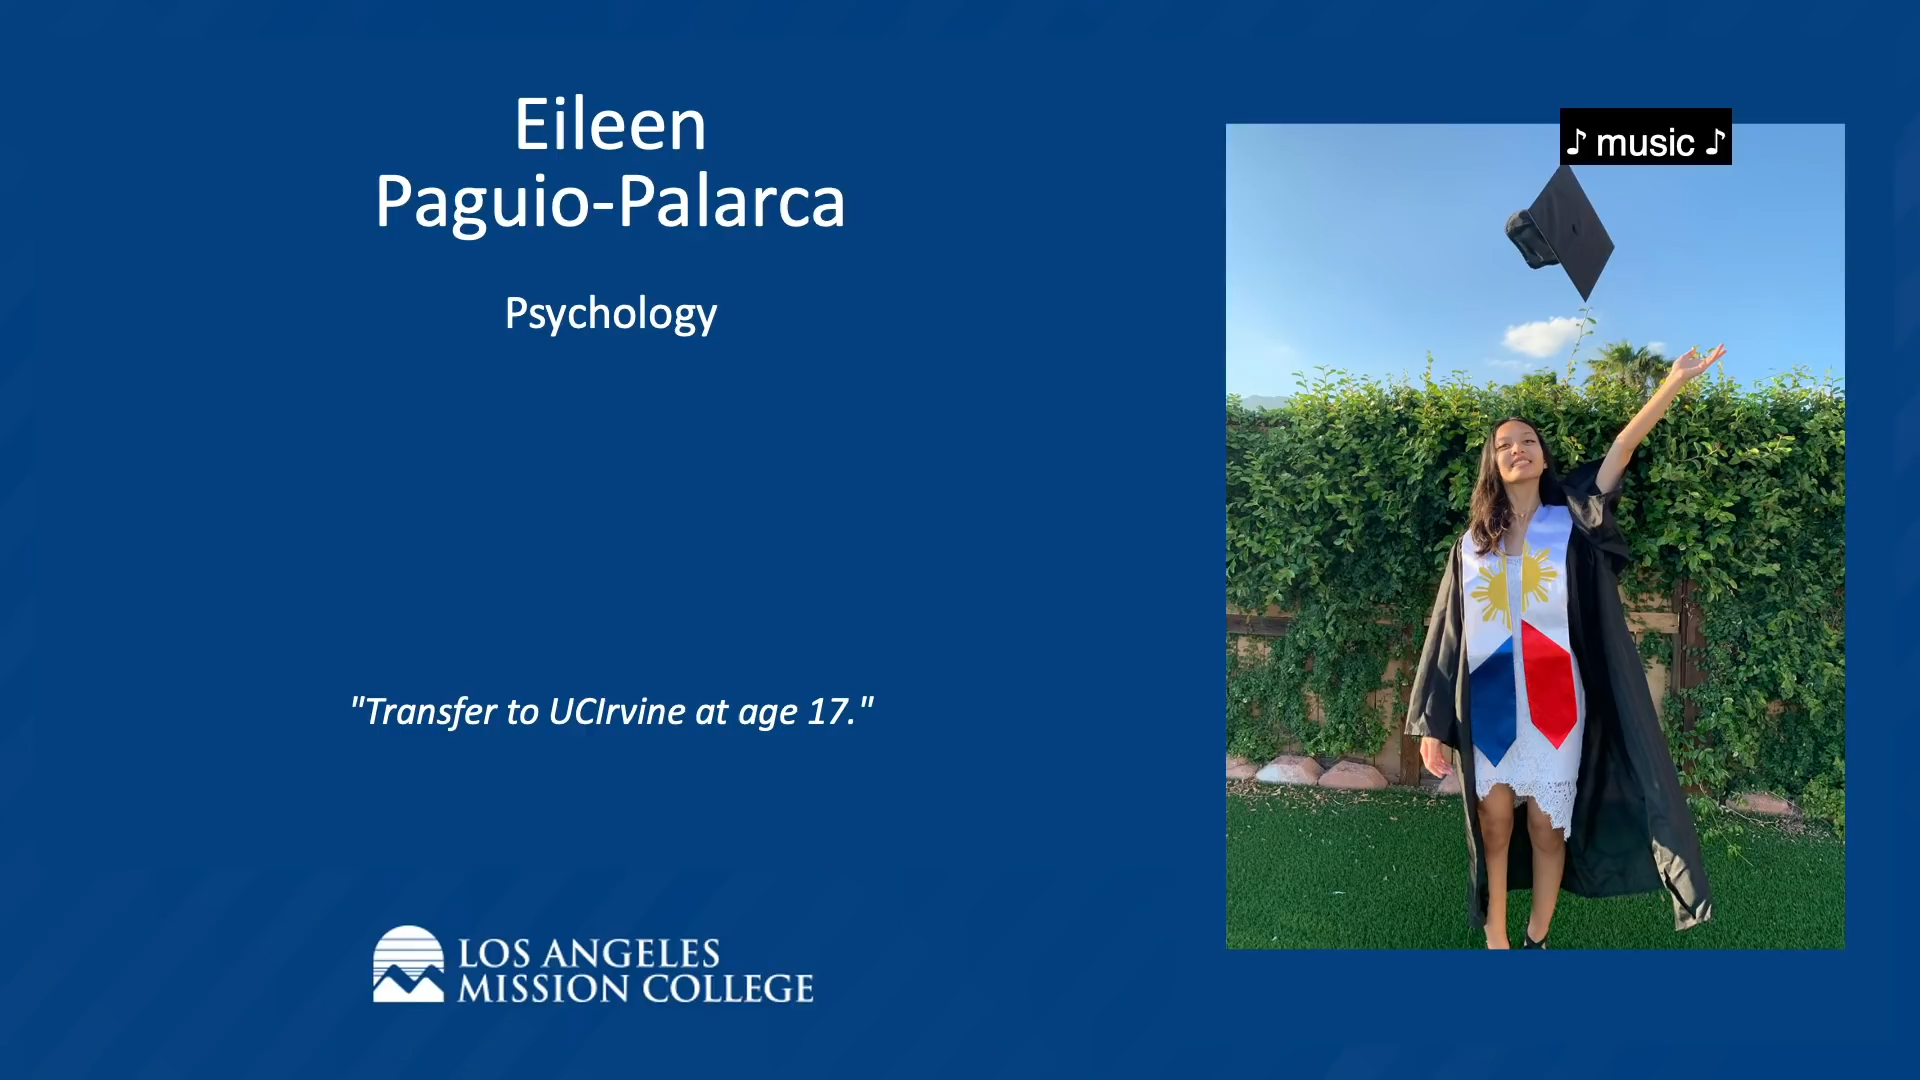 Eileen
Paguio-Palarca
Psychology
"Transfer to UCIrvine at age 17."
LOS ANGELES
MISSION COLLEGE
♪ music ♪